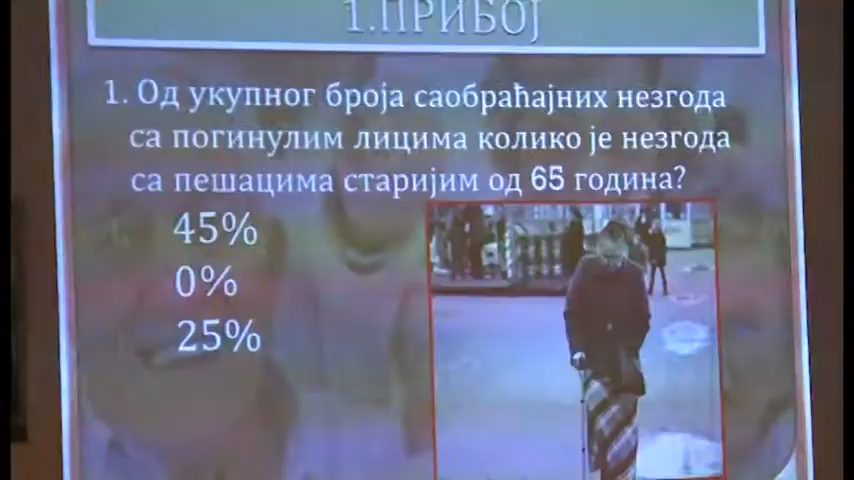 1.ПРИБОЈ
1. Од укупног броја саобраћајних незгода
са погинулим лицима колико је незгода
са пешацима старијим од 65 година?
45%
0%
25%